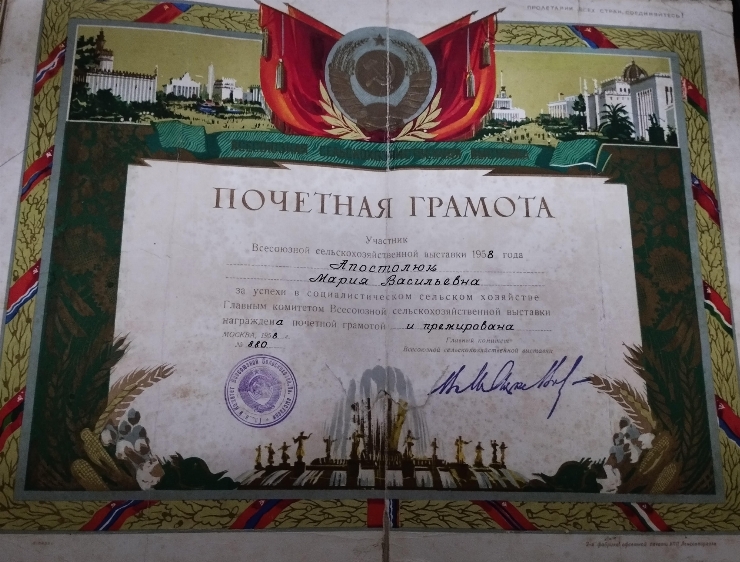 ПРОЛЕТАРИИ ВСЕХ СТРАН, СОЕДИНЯЙТЕСЬ!
ПОЧЕТНАЯ ГРАМОТА
Участник
Всесоюзной сельскохозяйственной выставки 1958 года
Апостолюк
Мария Васильевна
за успехи в социалистическом сельском хозяйстве
Главным комитетом Всесоюзной сельскохозяйственной выставки
награждена почетной грамотой и премирована
МОСКВА, 1958 г.
№ 880
Главный комитет
Всесоюзной сельскохозяйственной выставки